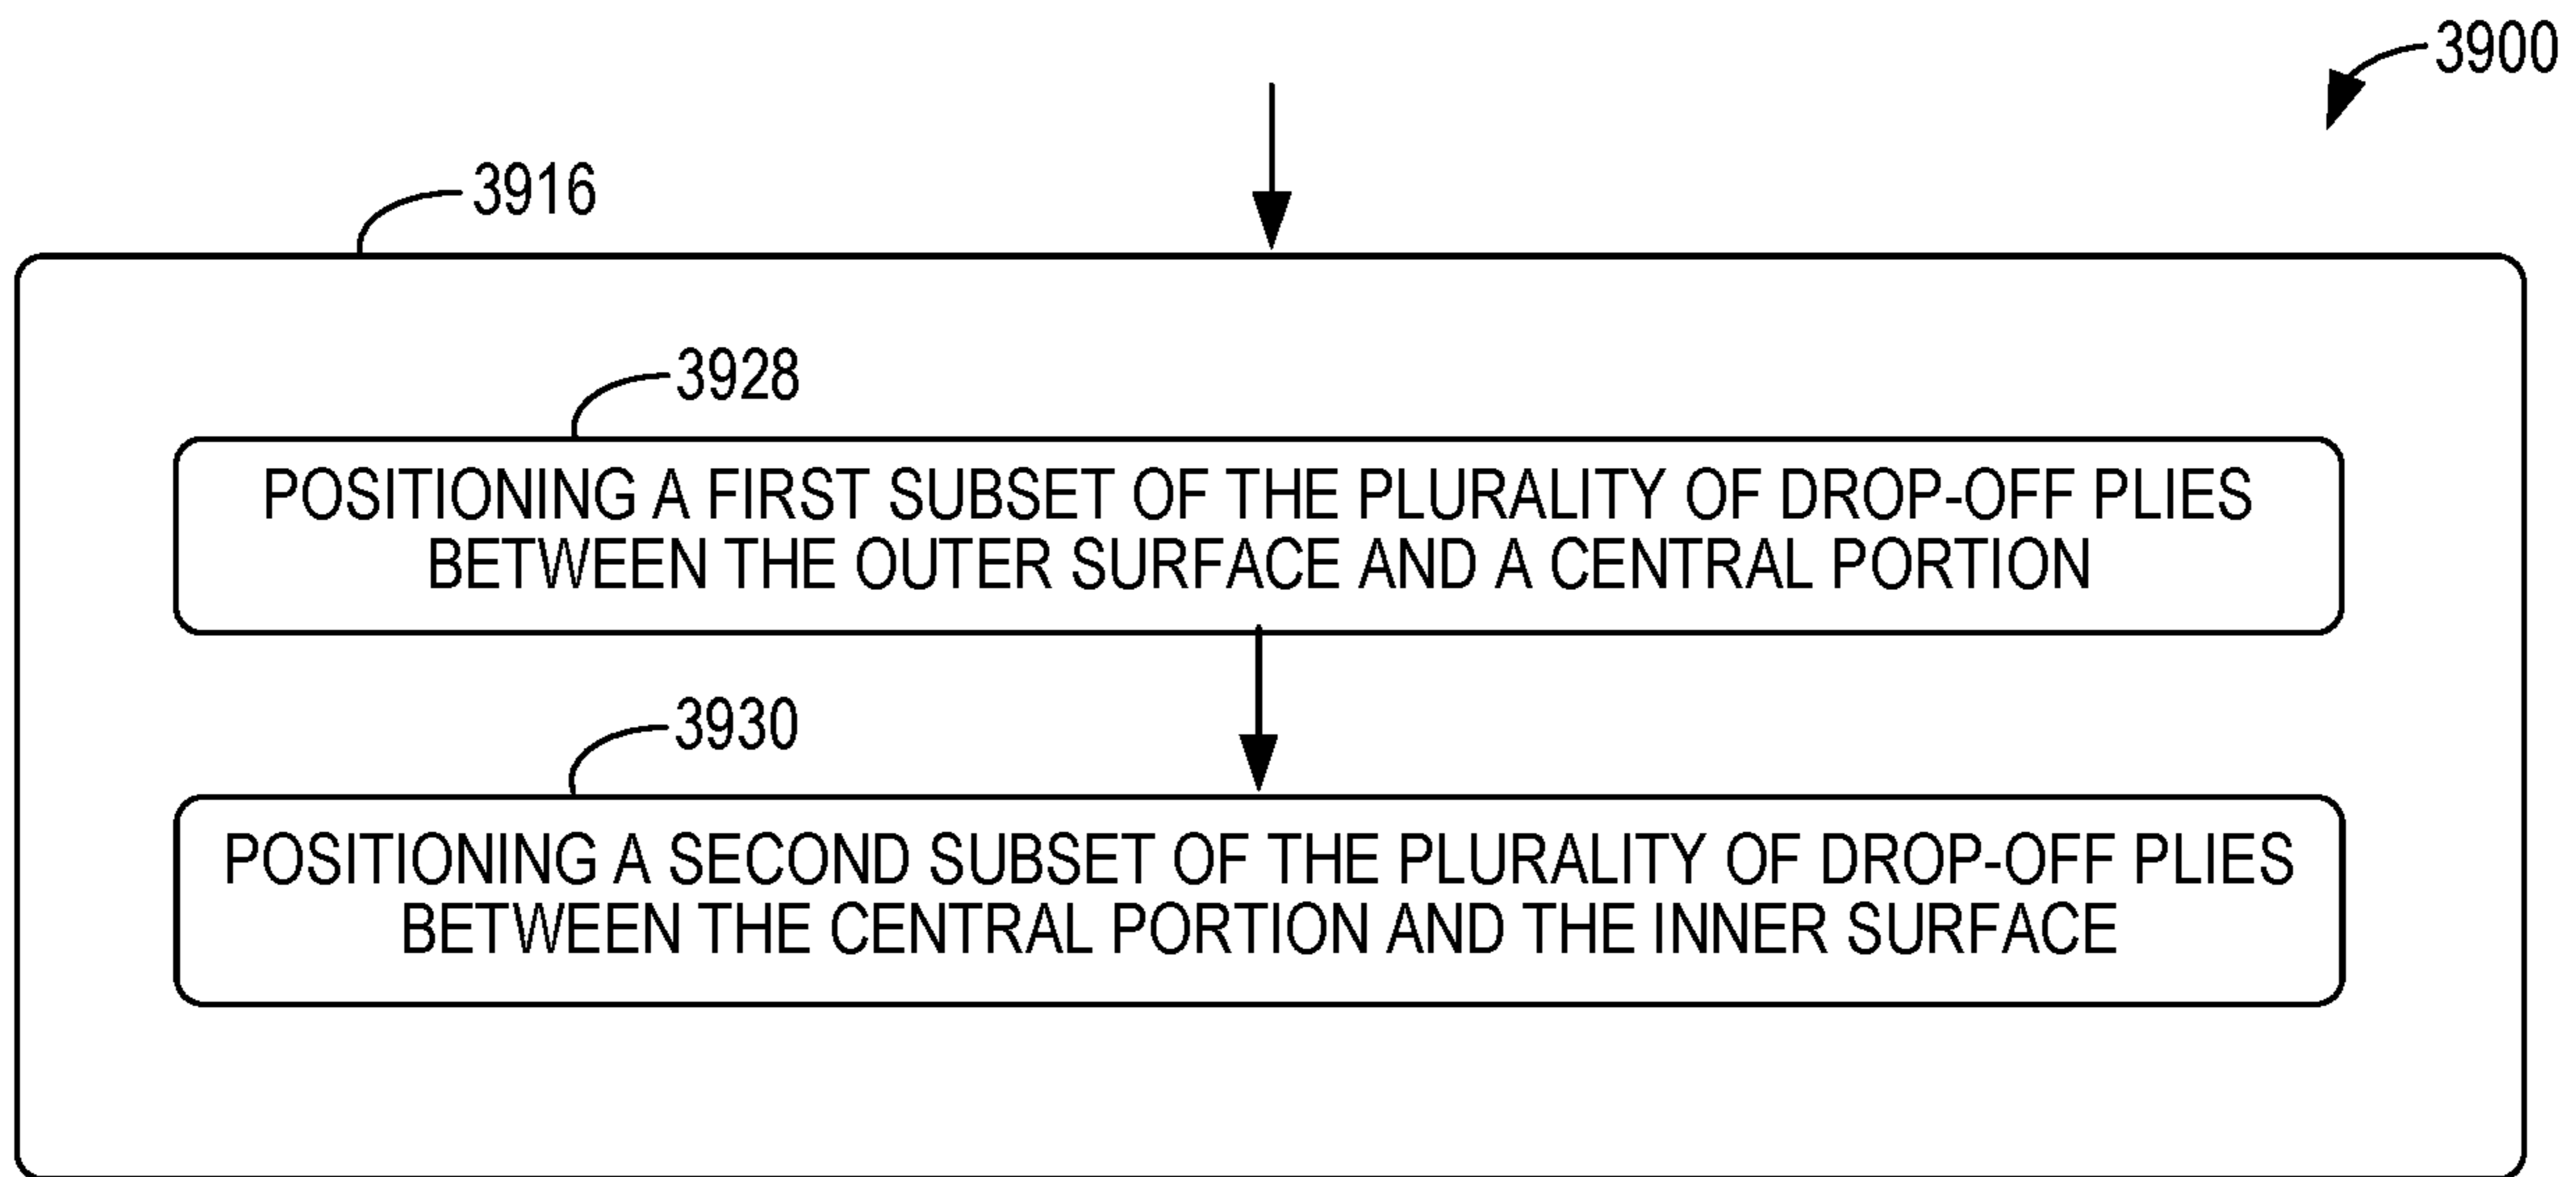 3900
3916
3928
POSITIONING A FIRST SUBSET OF THE PLURALITY OF DROP-OFF PLIES
BETWEEN THE OUTER SURFACE AND A CENTRAL PORTION
3930
POSITIONING A SECOND SUBSET OF THE PLURALITY OF DROP-OFF PLIES
BETWEEN THE CENTRAL PORTION AND THE INNER SURFACE